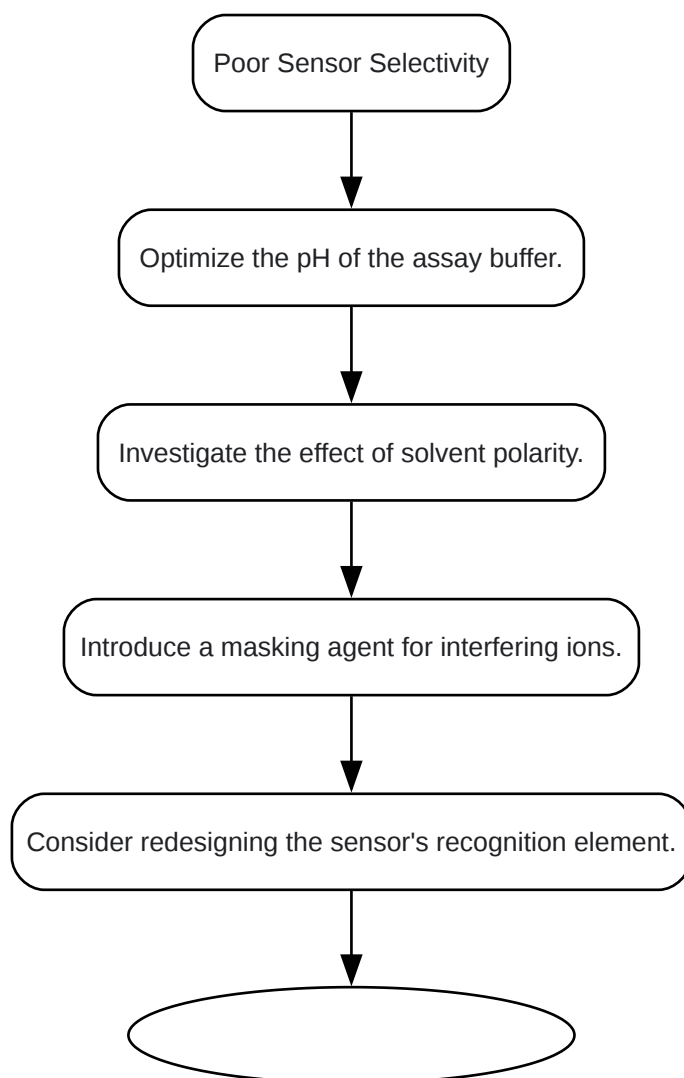 Poor Sensor Selectivity
Optimize the pH of the assay buffer.
Investigate the effect of solvent polarity.
Introduce a masking agent for interfering ions.
Consider redesigning the sensor's recognition element.